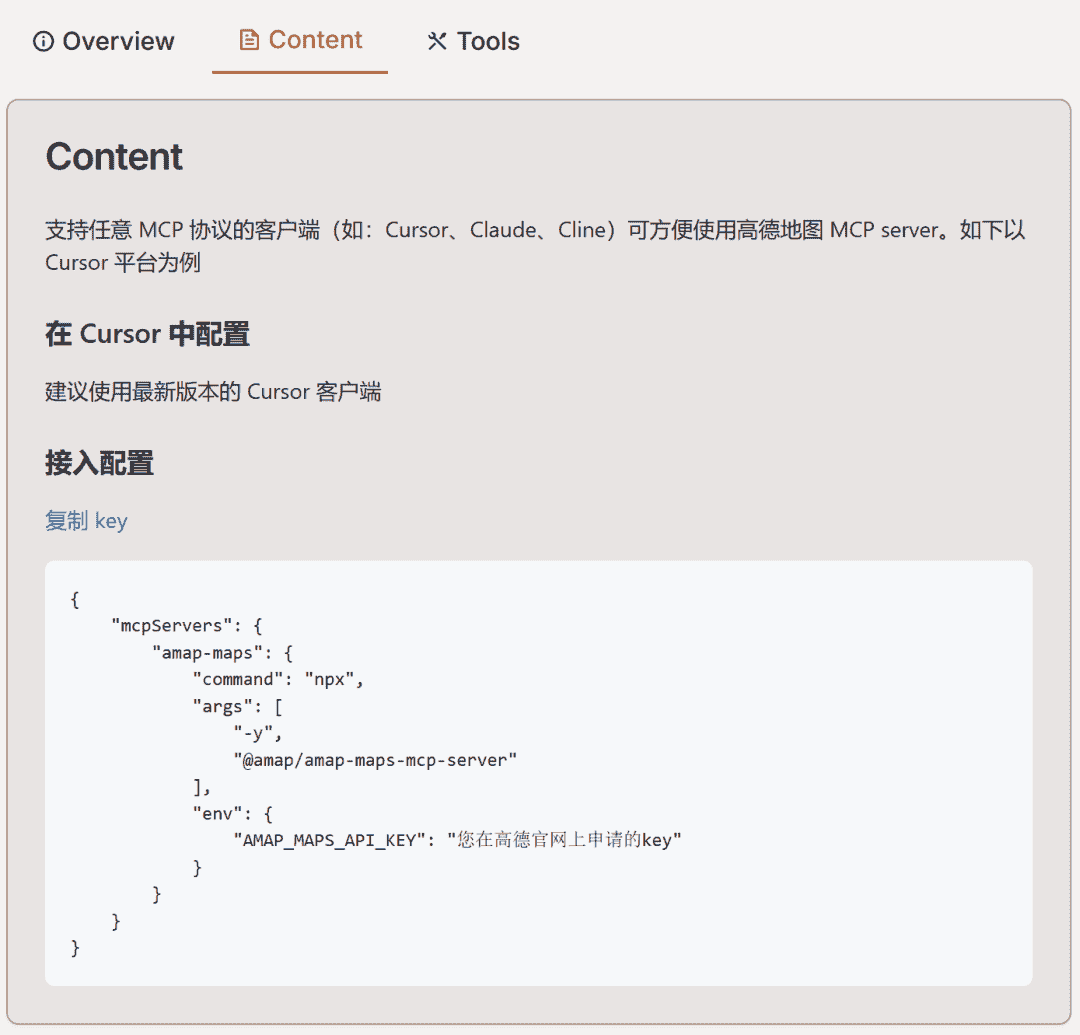 Overview
Content
Tools
Content
支持任意 MCP 协议的客户端（如：Cursor、Claude、Cline）可方便使用高德地图 MCP server。如下以
Cursor 平台为例
在 Cursor 中配置
建议使用最新版本的 Cursor 客户端
接入配置
复制 key
{
    "mcpServers": {
        "amap-maps": {
            "command": "npx",
            "args": [
                "-y",
                "@amap/amap-maps-mcp-server"
            ],
            "env": {
                "AMAP_MAPS_API_KEY": "您在高德官网上申请的key"
            }
        }
    }
}